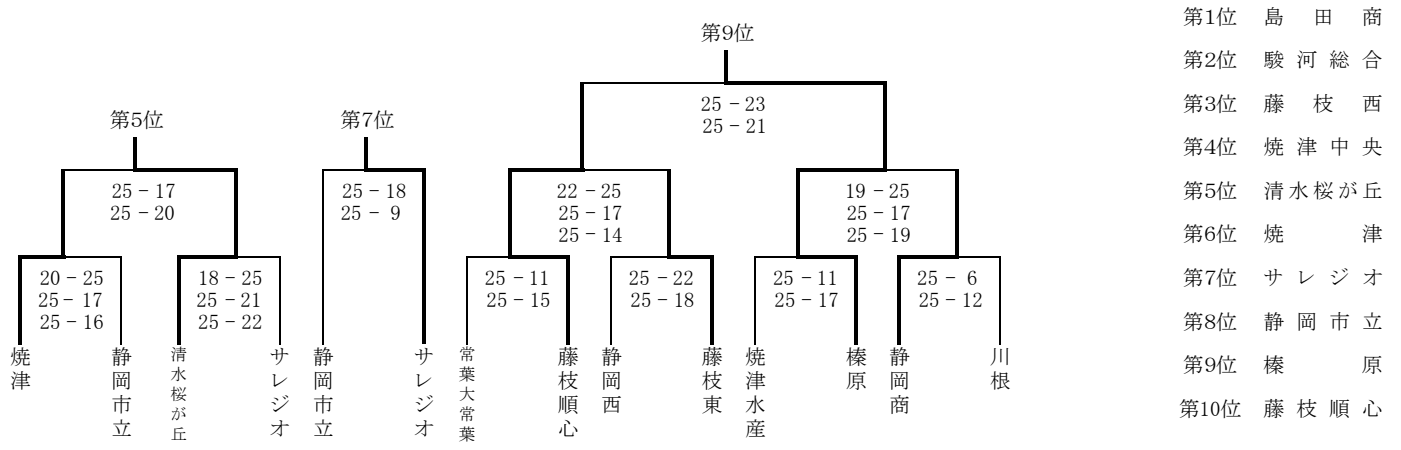 第9位
25－23
25－21
第5位
25－17
25－20
20－25
25－17
25－16
18－25
25－21
25－22
焼津
静岡市立
清水桜が丘
サレジオ
第7位
25－18
25－ 9
静岡市立
サレジオ
22－25
25－17
25－14
19－25
25－17
25－19
25－11
25－15
25－22
25－18
25－11
25－17
25－ 6
25－12
常葉大常葉
藤枝順心
静岡西
藤枝東
焼津水産
榛原
静岡商
川根
第1位 島田商
第2位 駿河総合
第3位 藤枝西
第4位 焼津中央
第5位 清水桜が丘
第6位 焼津
第7位 サレジオ
第8位 静岡市立
第9位 榛原
第10位 藤枝順心